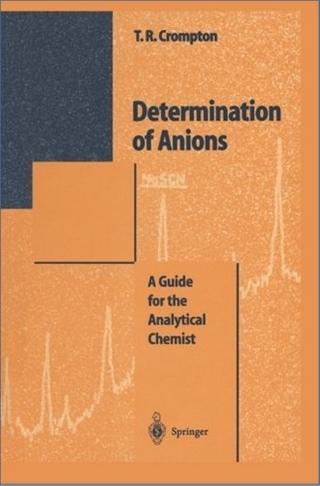 T. R. Crompton
Determination
of Anions
NaSCN
A Guide
for the
Analytical
Chemist
Springer